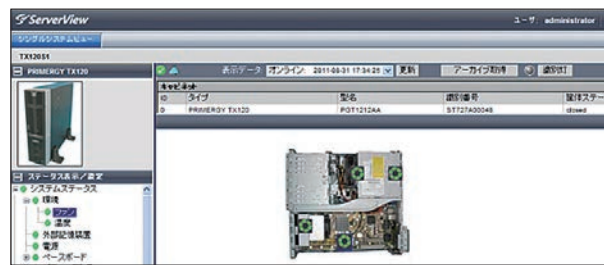 ServerView
ユーザ: administrator
シングルシステムビュー
TX120S1
PRIMERGY TX120
表示データ: オンライン: 2011-08-31 17:34:25 更新 アーカイブ取得 識別灯
キャビネット
ID タイプ 型名 識別番号 筐体ステー
0 PRIMERGY TX120 PGT1212AA ST727A00048 closed
ステータス表示/設定
システムステータス
環境
ファン
温度
外部記憶装置
電源
ベースボード